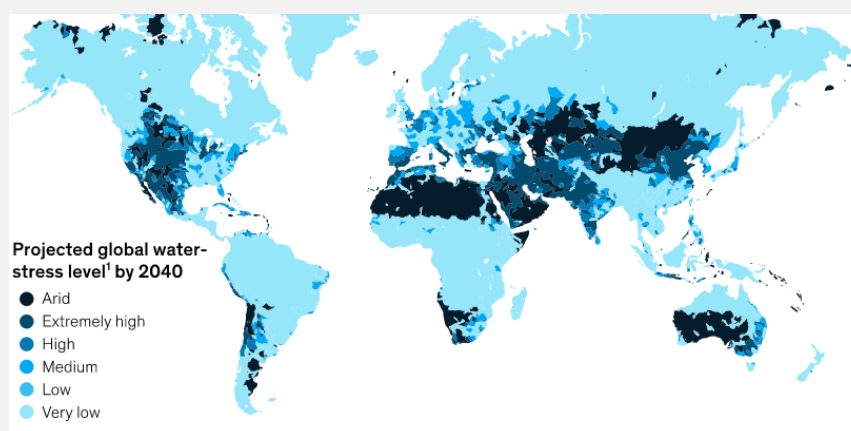 Projected global water-
stress level¹ by 2040
Arid
Extremely high
High
Medium
Low
Very low